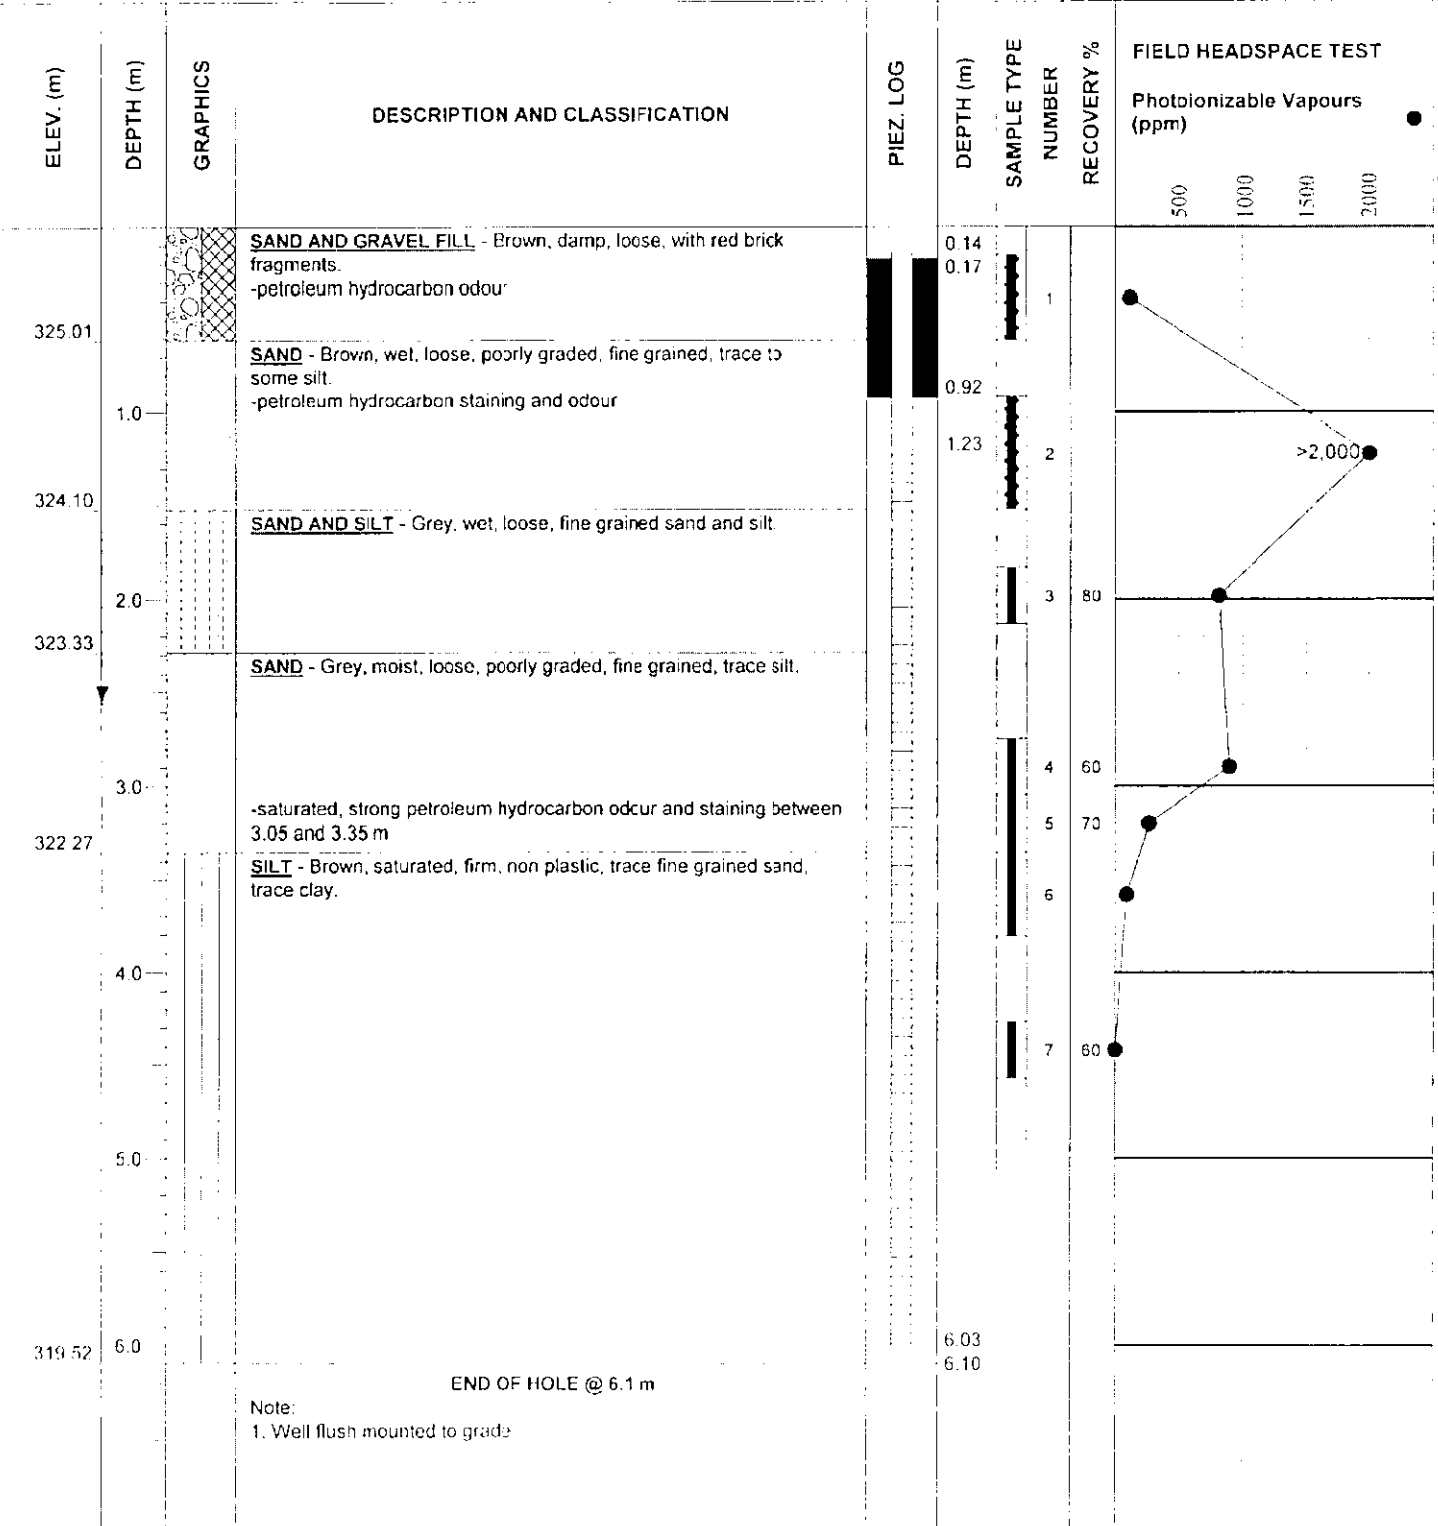 ELEV. (m)
DEPTH (m)
GRAPHICS
DESCRIPTION AND CLASSIFICATION
PIEZ. LOG
DEPTH (m)
SAMPLE TYPE
NUMBER
RECOVERY %
FIELD HEADSPACE TEST
Photoionizable Vapours
(ppm)
500
1000
1500
2000
SAND AND GRAVEL FILL - Brown, damp, loose, with red brick
fragments.
-petroleum hydrocarbon odour
0.14
0.17
1
325.01
SAND - Brown, wet, loose, poorly graded, fine grained, trace to
some silt.
-petroleum hydrocarbon staining and odour
0.92
1.0
1.23
2
>2,000
324.10
SAND AND SILT - Grey, wet, loose, fine grained sand and silt.
2.0
3
80
323.33
SAND - Grey, moist, loose, poorly graded, fine grained, trace silt.
4
60
3.0
-saturated, strong petroleum hydrocarbon odour and staining between
3.05 and 3.35 m
5
70
322.27
SILT - Brown, saturated, firm, non plastic, trace fine grained sand,
trace clay.
6
4.0
7
60
5.0
6.0
6.03
319.52
6.10
END OF HOLE @ 6.1 m
Note:
1. Well flush mounted to grade